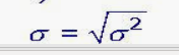 σ = √σ²